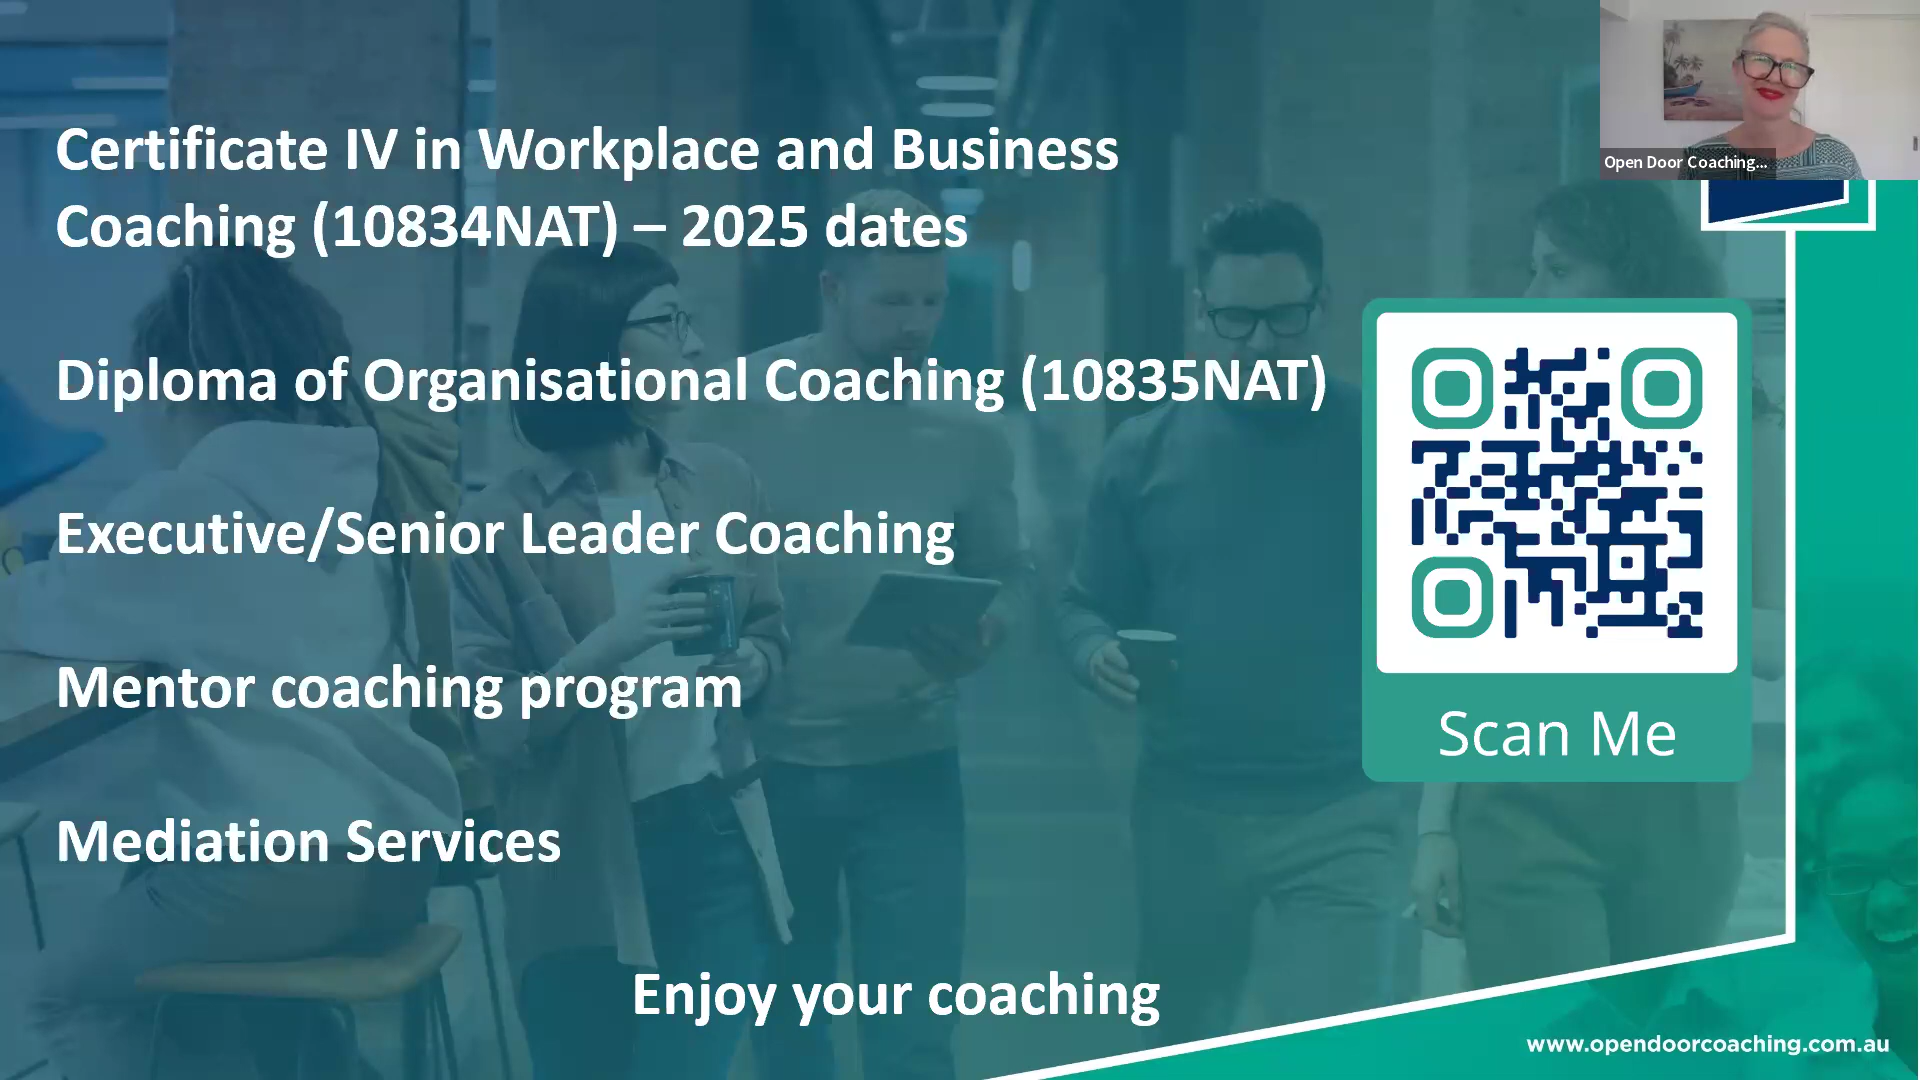 Open Door Coaching...
Certificate IV in Workplace and Business
Coaching (10834NAT) – 2025 dates
Diploma of Organisational Coaching (10835NAT)
Executive/Senior Leader Coaching
Mentor coaching program
Mediation Services
Scan Me
Enjoy your coaching
www.opendoorcoaching.com.au